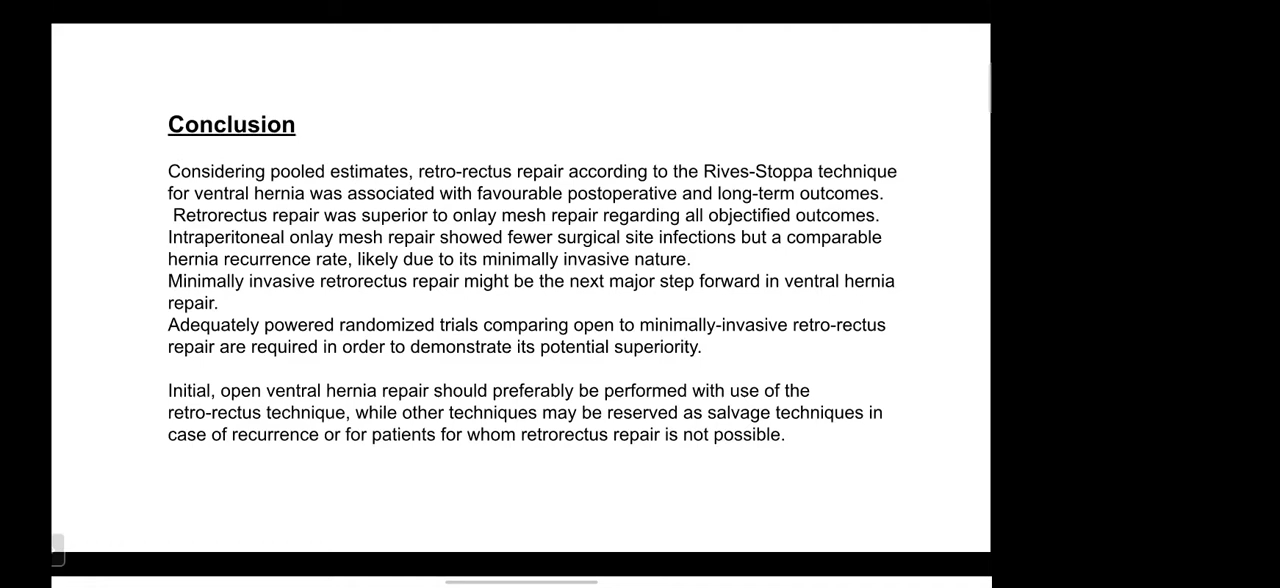 Conclusion
Considering pooled estimates, retro-rectus repair according to the Rives-Stoppa technique
for ventral hernia was associated with favourable postoperative and long-term outcomes.
Retrorectus repair was superior to onlay mesh repair regarding all objectified outcomes.
Intraperitoneal onlay mesh repair showed fewer surgical site infections but a comparable
hernia recurrence rate, likely due to its minimally invasive nature.
Minimally invasive retrorectus repair might be the next major step forward in ventral hernia
repair.
Adequately powered randomized trials comparing open to minimally-invasive retro-rectus
repair are required in order to demonstrate its potential superiority.
Initial, open ventral hernia repair should preferably be performed with use of the
retro-rectus technique, while other techniques may be reserved as salvage techniques in
case of recurrence or for patients for whom retrorectus repair is not possible.